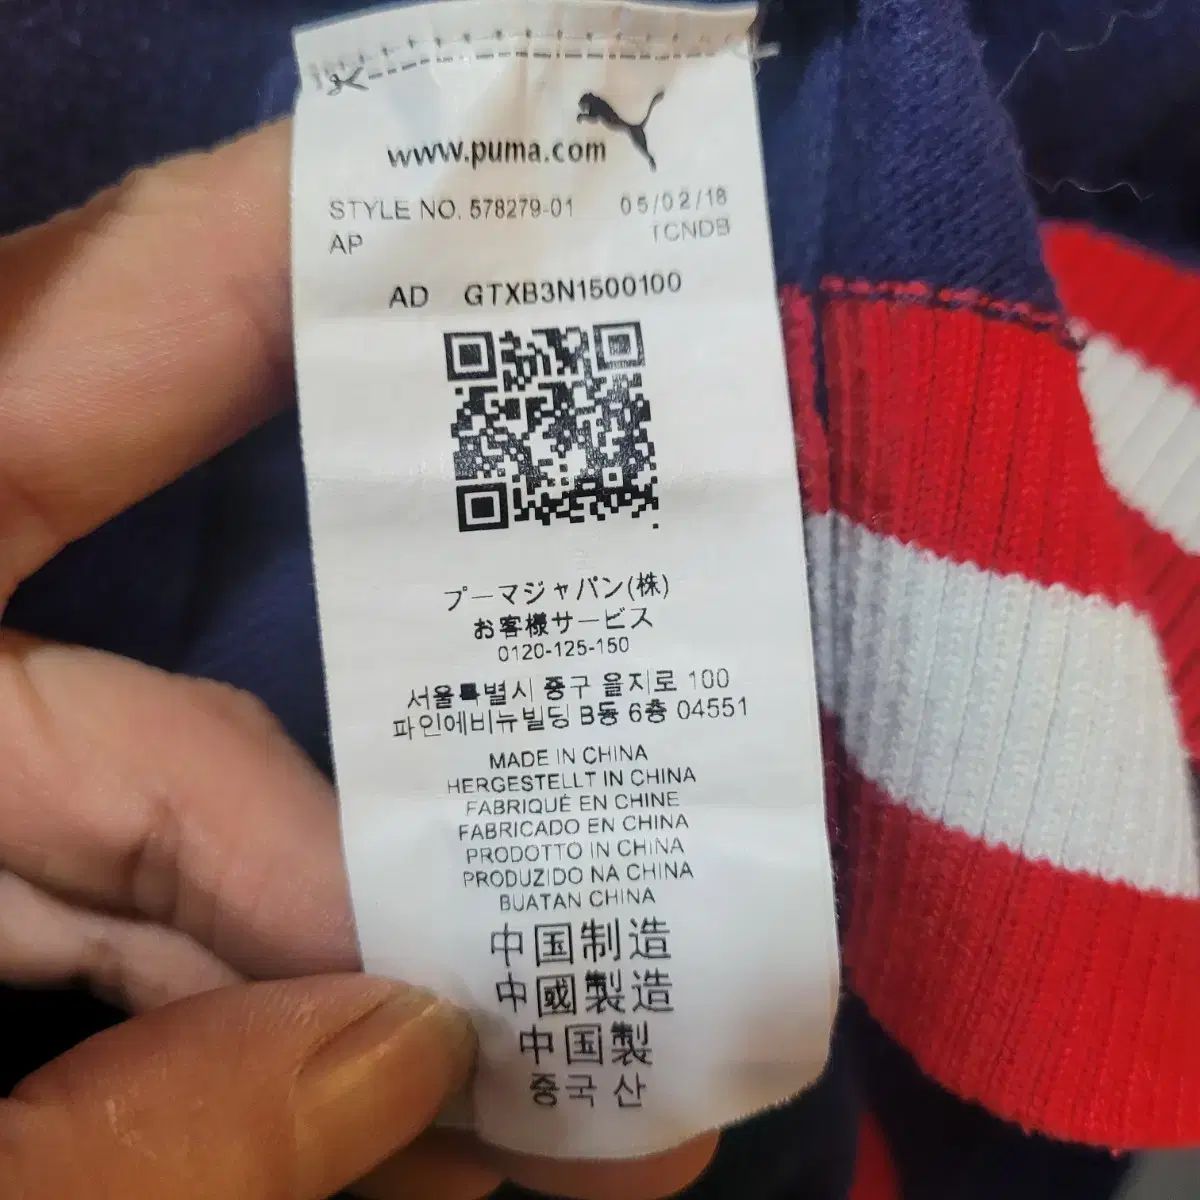 www.puma.com
STYLE NO. 578279-01 05/02/18
AP TCNDB
AD GTXB3N1500100
プーマジャパン(株)
お客様サービス
0120-125-150
서울특별시 중구 을지로 100
파인에비뉴빌딩 B동 6층 04551
MADE IN CHINA
HERGESTELLT IN CHINA
FABRIQUÉ EN CHINE
FABRICADO EN CHINA
PRODOTTO IN CHINA
PRODUZIDO NA CHINA
BUATAN CHINA
中国制造
中國製造
中国製
중국 산